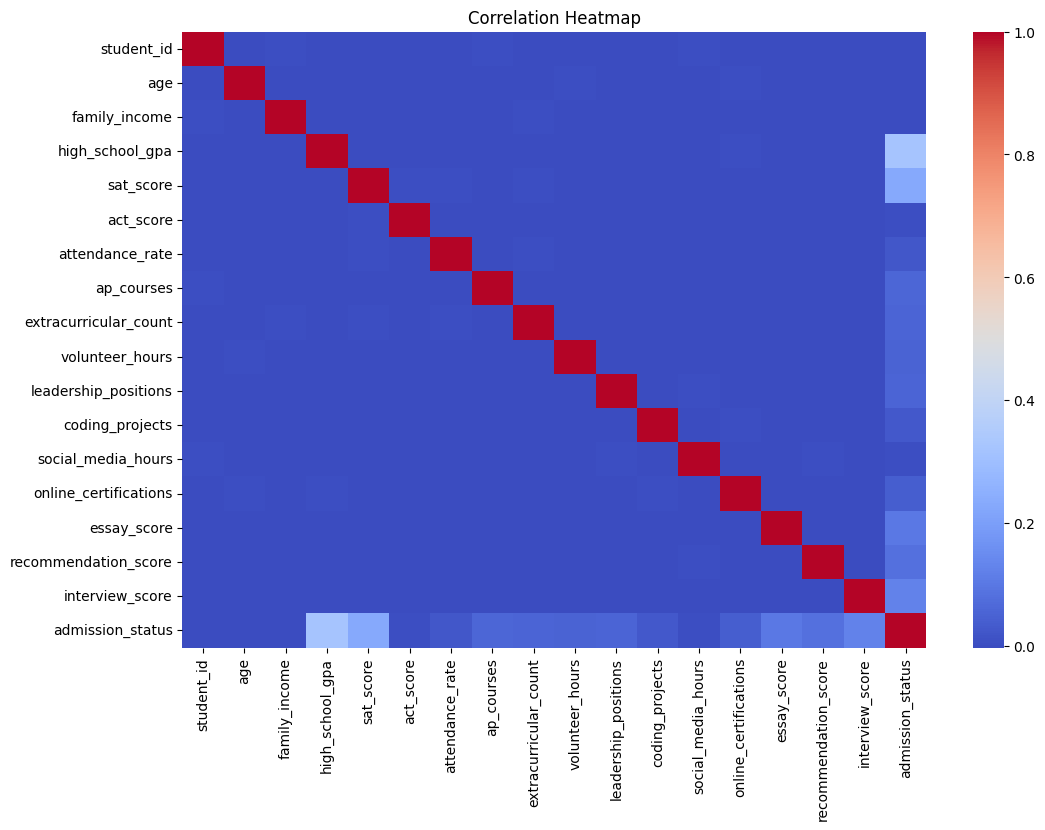 Correlation Heatmap
student_id
age
family_income
high_school_gpa
sat_score
act_score
attendance_rate
ap_courses
extracurricular_count
volunteer_hours
leadership_positions
coding_projects
social_media_hours
online_certifications
essay_score
recommendation_score
interview_score
admission_status
student_id
age
family_income
high_school_gpa
sat_score
act_score
attendance_rate
ap_courses
extracurricular_count
volunteer_hours
leadership_positions
coding_projects
social_media_hours
online_certifications
essay_score
recommendation_score
interview_score
admission_status
1.0
0.8
0.6
0.4
0.2
0.0